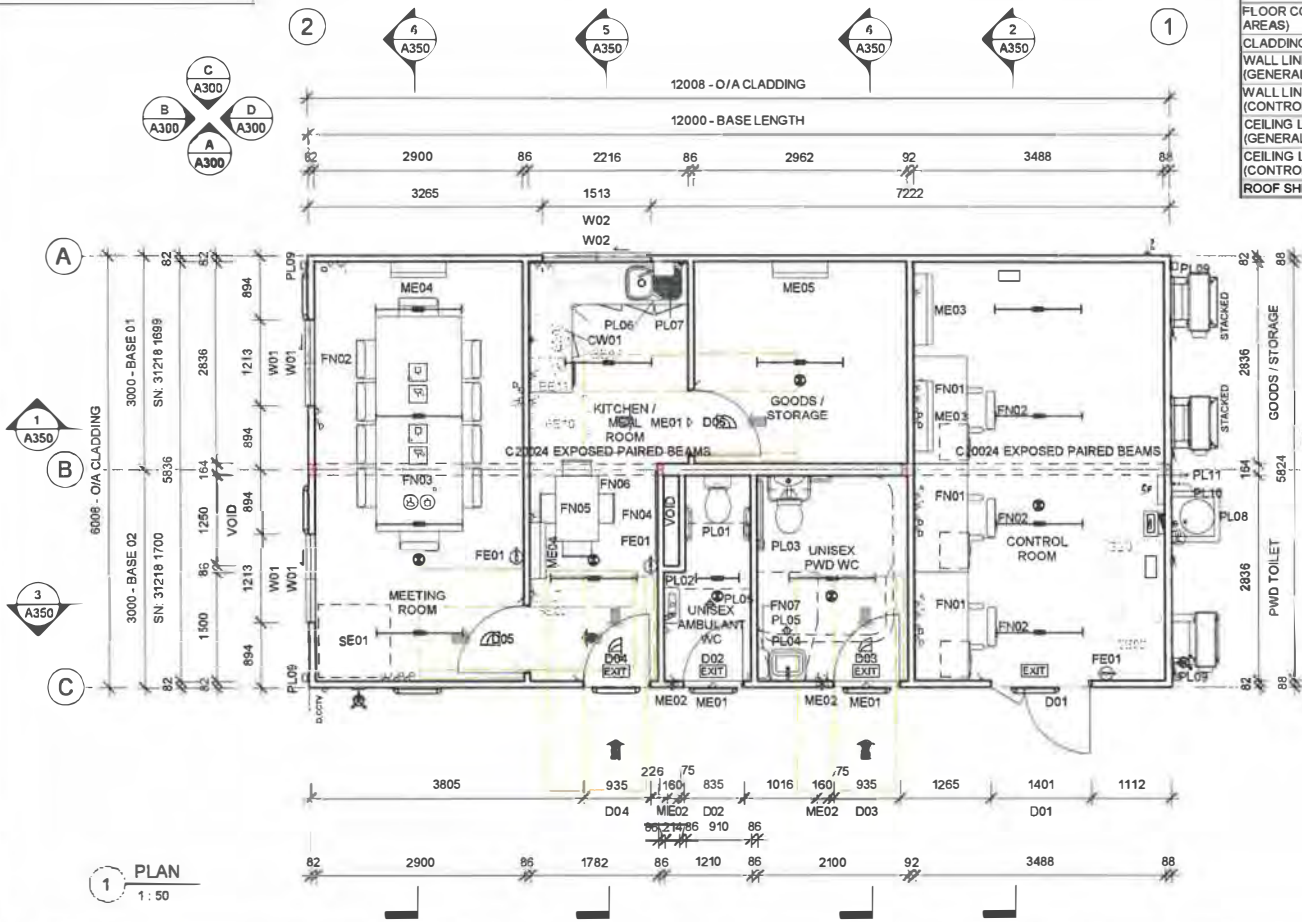 2
6
A350
5
A350
6
A350
2
A350
1
FLOOR CO
AREAS)
CLADDING
WALL LIN
(GENERAL
WALL LIN
(CONTRO
CEILING L
(GENERAL
CEILING L
(CONTRO
ROOF SH
C
A300
B
A300
D
A300
A
A300
12008 - O/A CLADDING
12000 - BASE LENGTH
82 2900 86 2216 86 2962 92 3488 88
3265 1513 7222
W02
W02
A
B
C
6008 - O/A CLADDING
3000 - BASE 01
SN: 31218 1699
3000 - BASE 02
SN: 31218 1700
5836
82 2836 164 1250 86 1300 82
VOID
894 1213 894 894 1213 894
W01
W01
W01
W01
PL09
PL09
1
A350
3
A350
ME04
FN02
FN03
FE01
MEETING
ROOM
SE01
D05
D.CCTV
PL06 PL07
CW01
KITCHEN /
MEAL
ROOM
ME01
D06
C20024 EXPOSED PAIRED BEAMS
FN06
FN05
FN04
FE01
ME04
D04
EXIT
ME05
GOODS /
STORAGE
VOID
PL01
PL02
UNISEX
AMBULANT
WC
D02
EXIT
PL03
UNISEX
PWD WC
FN07
PL05
PL04
D03
EXIT
ME02 ME01 ME02 ME01
ME03
FN01
ME03
FN02
C20024 EXPOSED PAIRED BEAMS
FN01
FN02
CONTROL
ROOM
FN01
FN02
EXIT
FE01
D01
PL09
STACKED
STACKED
PL11
PL10
PL08
PL09
82 2836 164 2836 82
GOODS / STORAGE
PWD TOILET
88 5824 88
3805 935 226 160 75 835 1016 160 75 935 1265 1401 1112
D04 ME02 D02 ME02 D03 D01
86 214 86 910 86
82 2900 86 1782 86 1210 86 2100 92 3488 88
1 PLAN
1 : 50